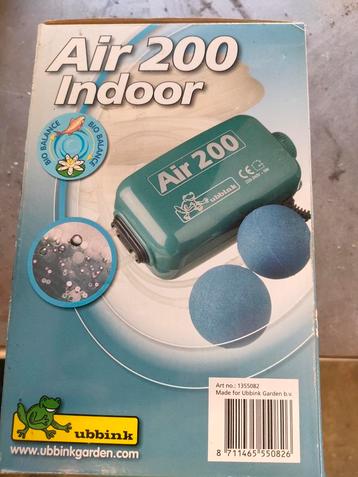 Air 200
Indoor
BIO BALANCE BIO BALANCE
Air 200
ubbink
CE
Art no.: 1355082
Made for Ubbink Garden b.v.
ubbink
www.ubbinkgarden.com
8 711465 550826